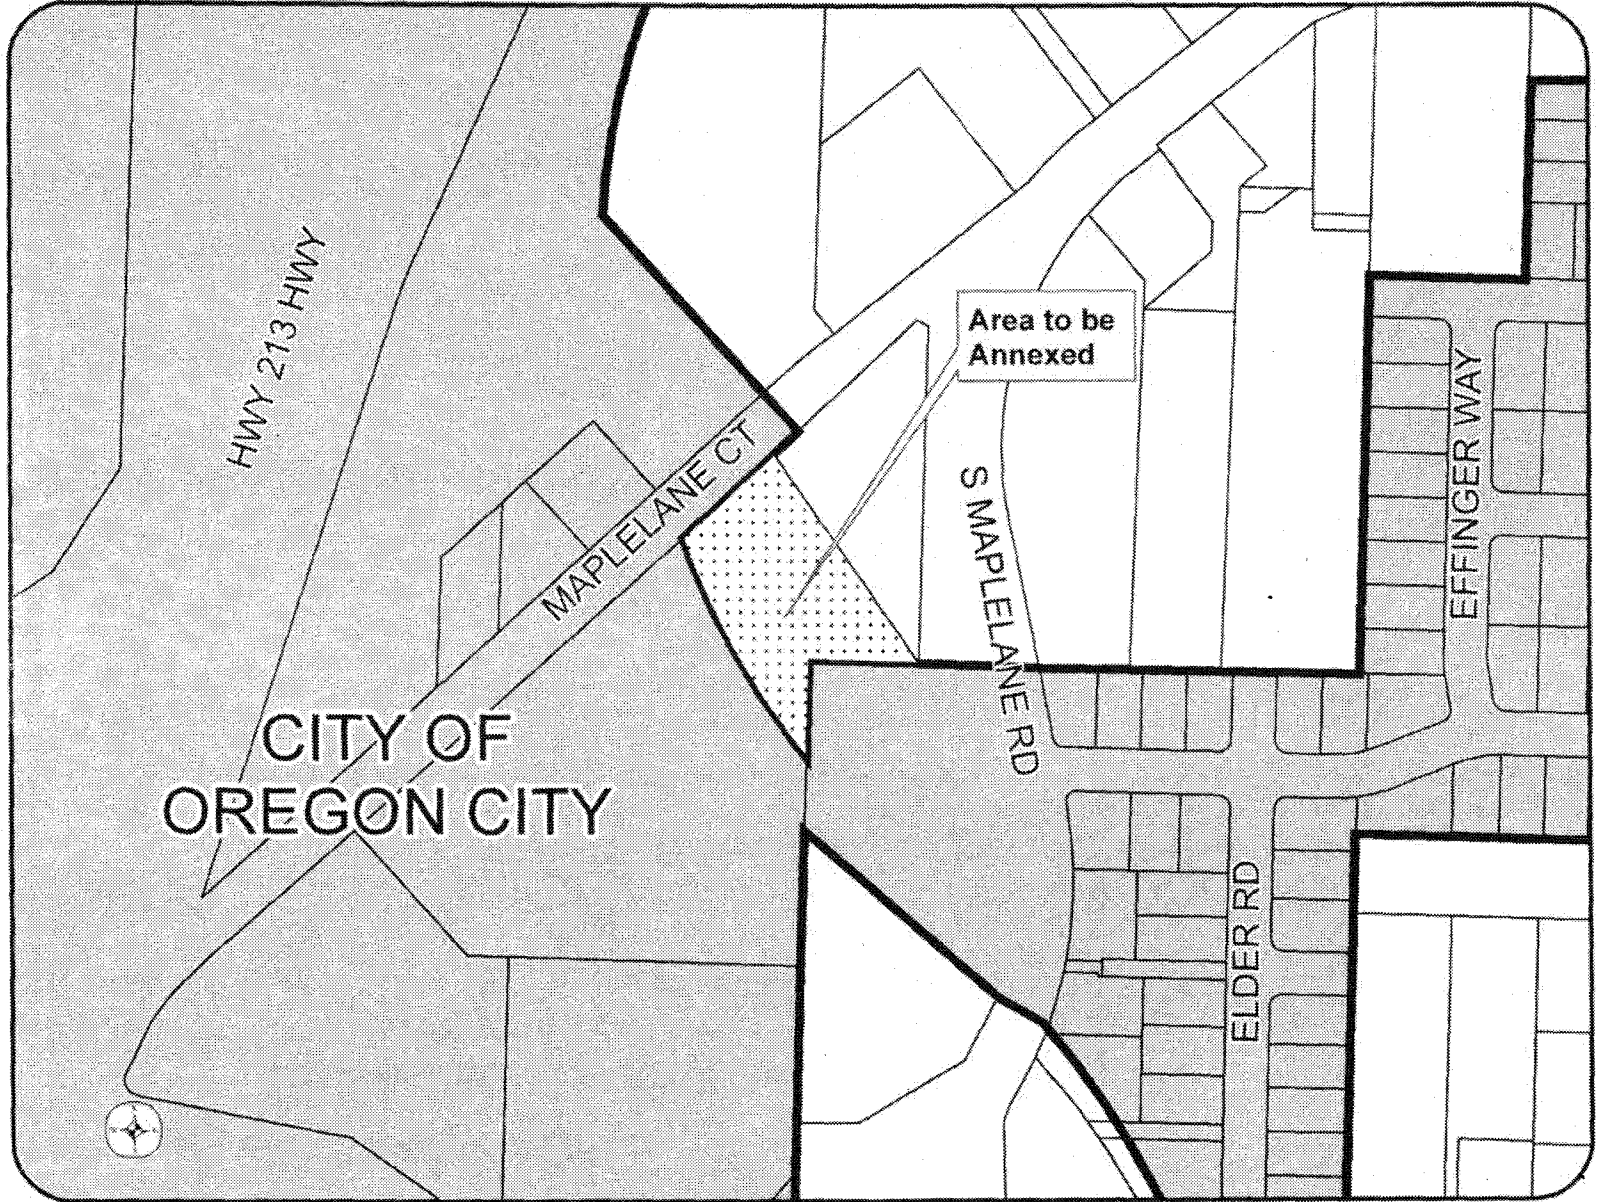 HWY 213 HWY
Area to be
Annexed
MAPLELANE CT
S MAPLELANE RD
EFFINGER WAY
CITY OF
OREGON CITY
ELDER RD